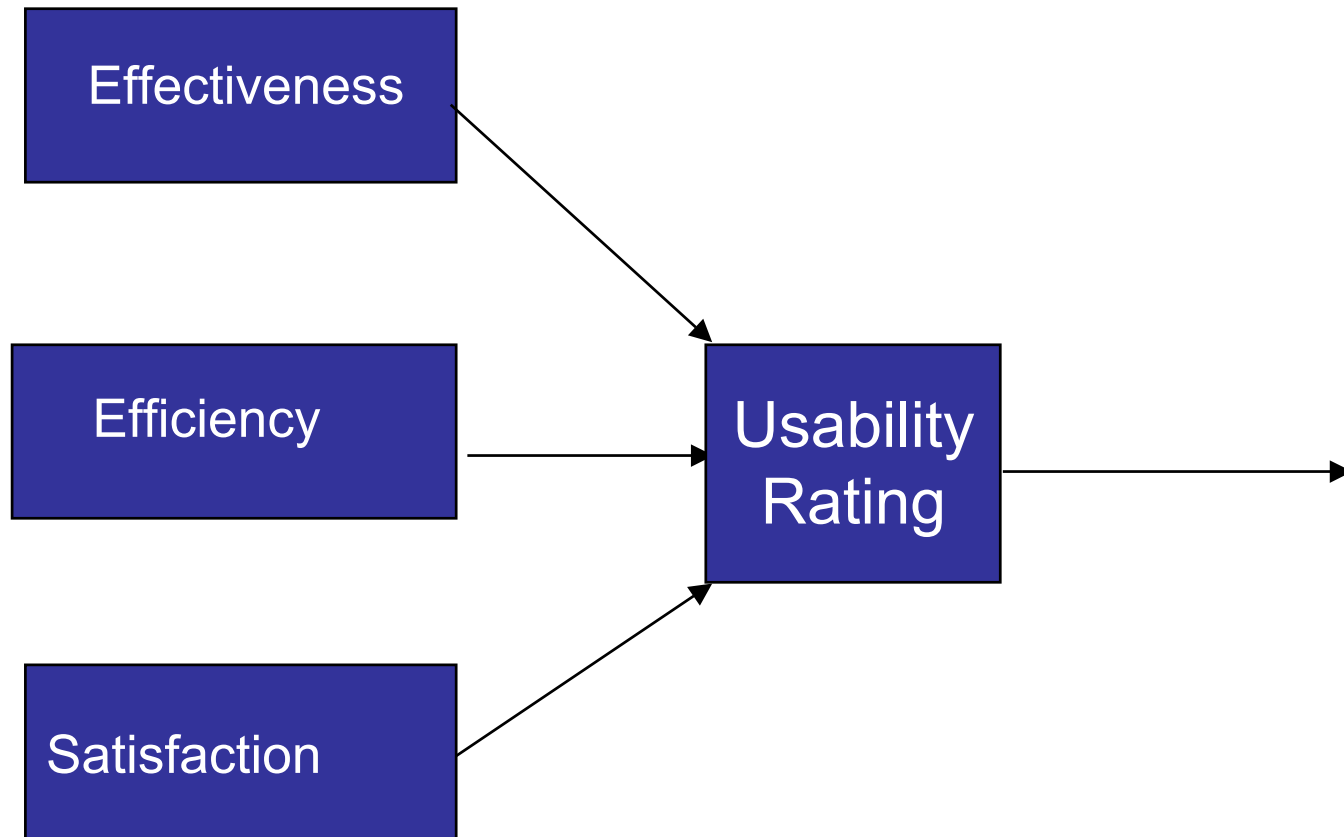 Effectiveness
Efficiency
Usability
Rating
Satisfaction